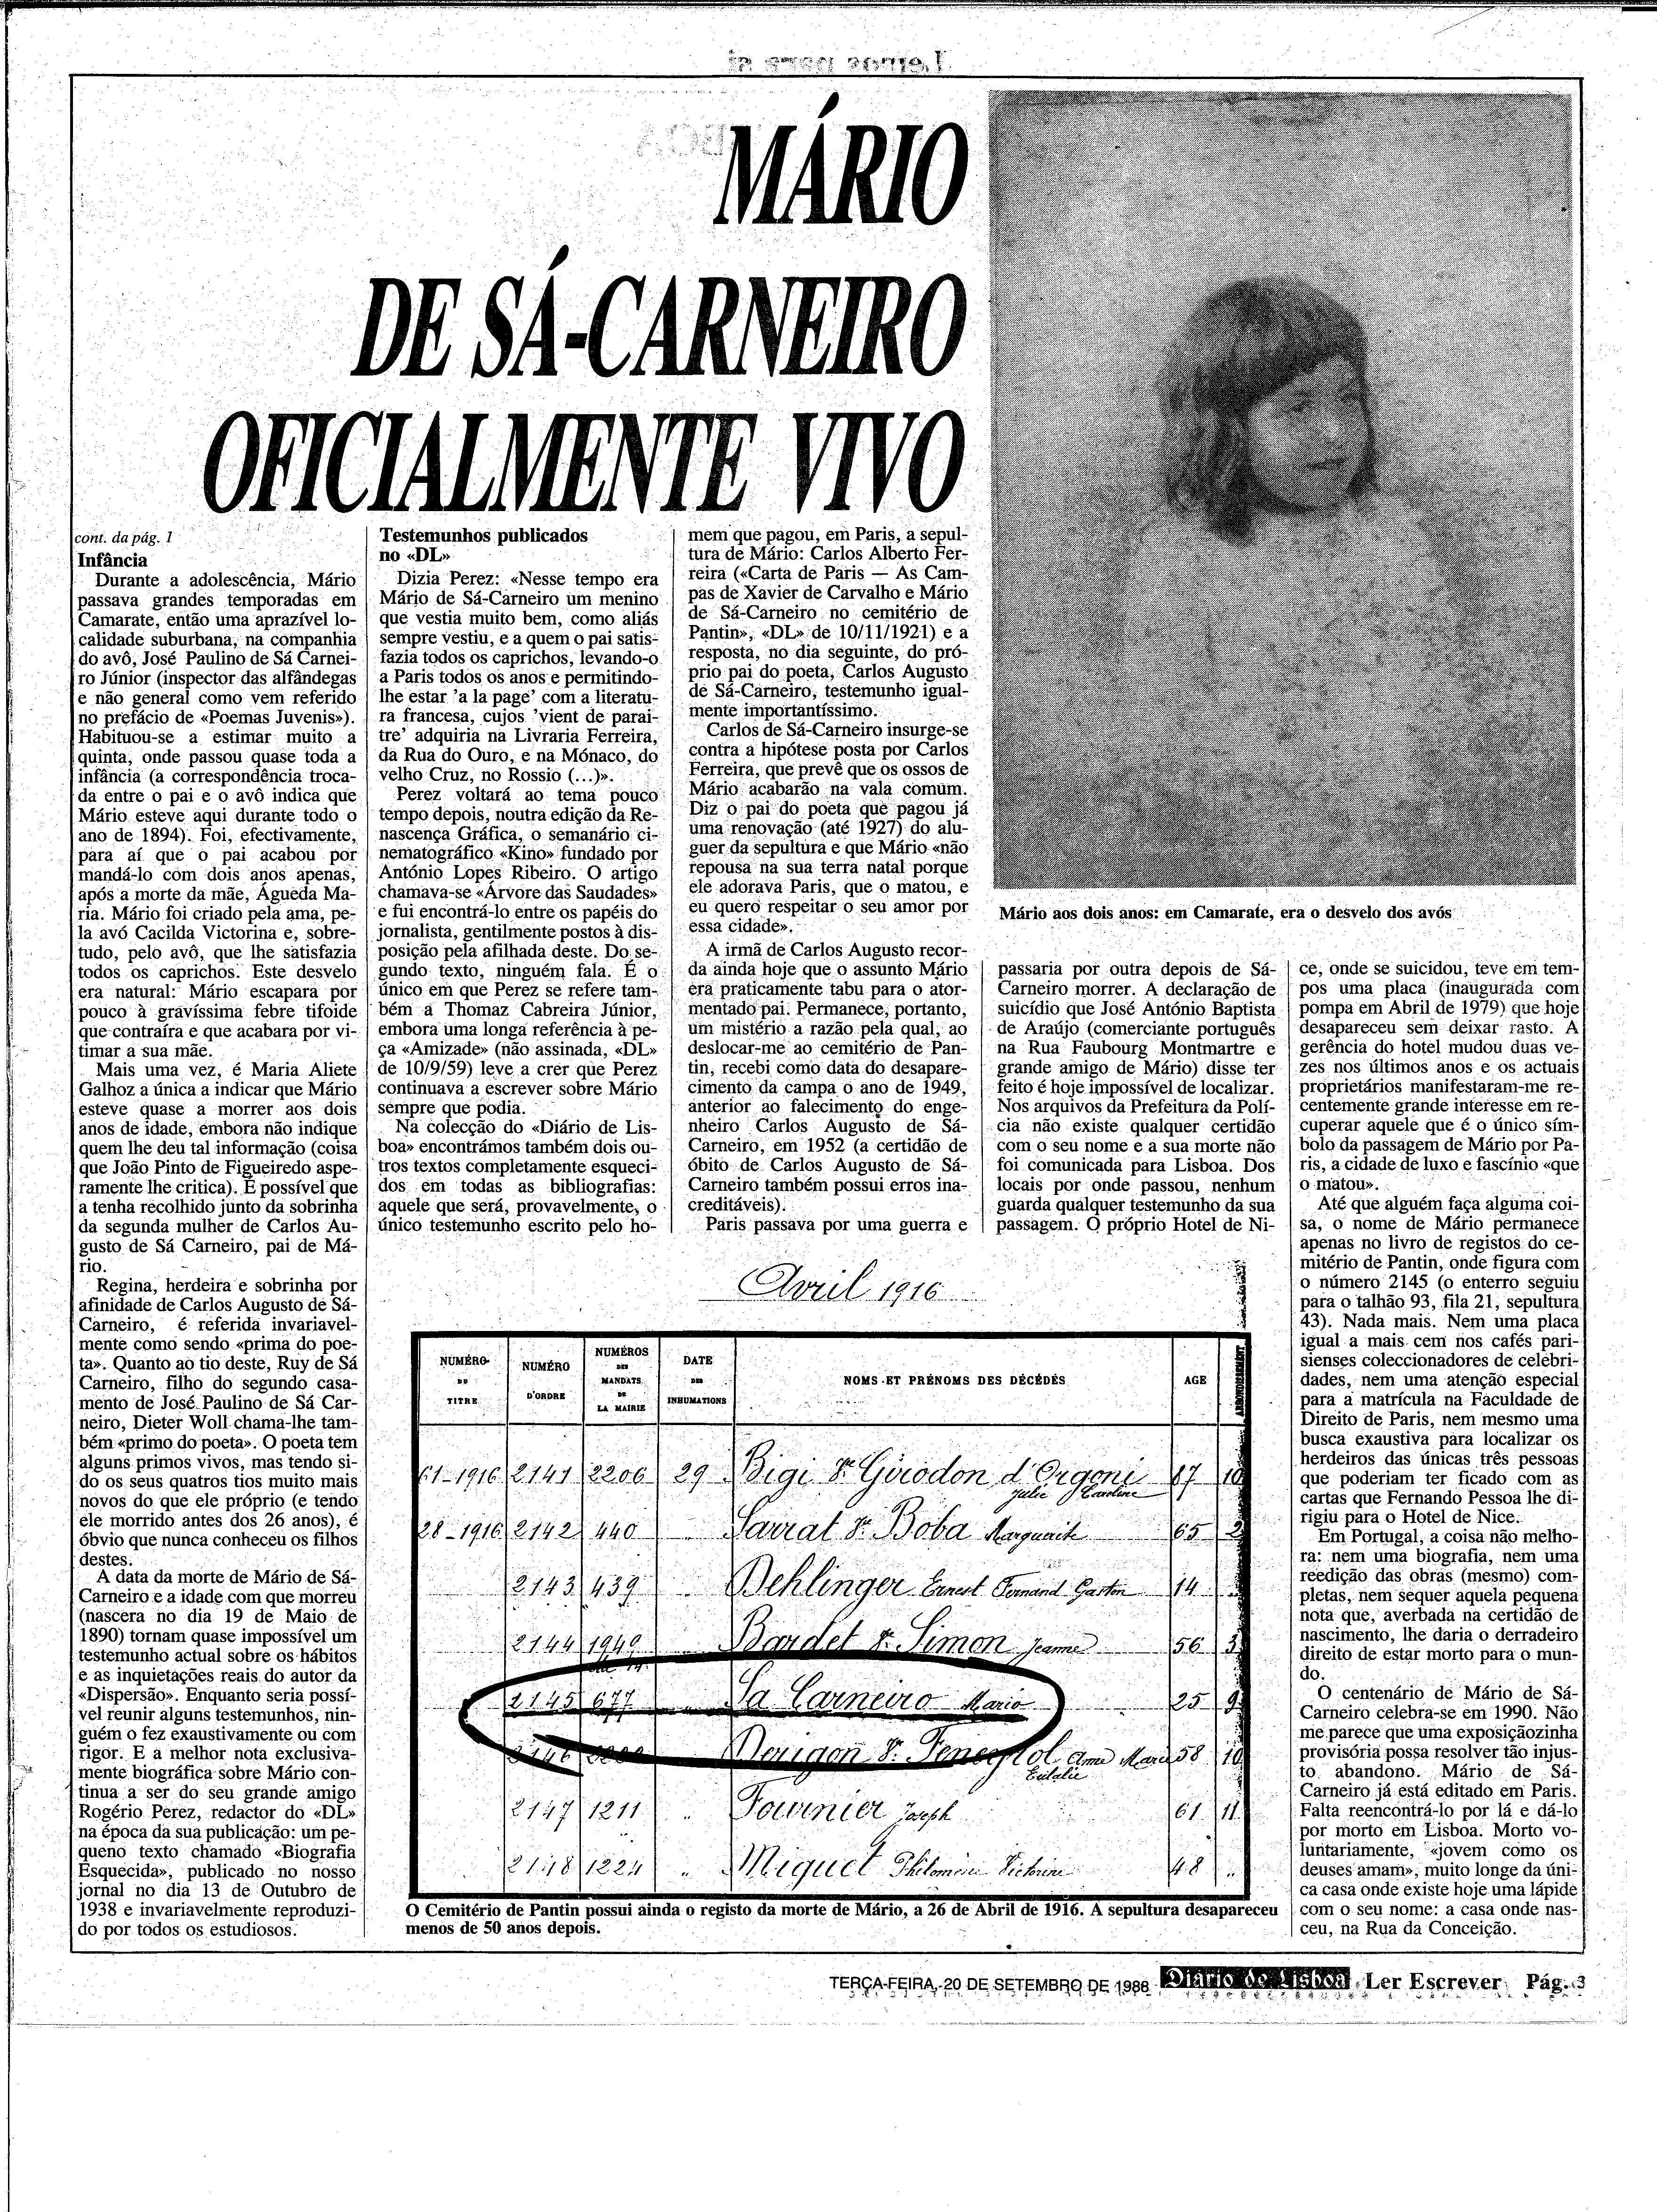 MÁRIO
DE SÁ-CARNEIRO
OFICIALMENTE VIVO
cont. da pág. 1
Infância
Durante a adolescência, Mário
passava grandes temporadas em
Camarate, então uma aprazível lo-
calidade suburbana, na companhia
do avô, José Paulino de Sá Carnei-
ro Júnior (inspector das alfândegas
e não general como vem referido
no prefácio de «Poemas Juvenis»).
Habituou-se a estimar muito a
quinta, onde passou quase toda a
infância (a correspondência troca-
da entre o pai e o avô indica que
Mário esteve aqui durante todo o
ano de 1894). Foi, efectivamente,
para aí que o pai acabou por
mandá-lo com dois anos apenas,
após a morte da mãe, Águeda Ma-
ria. Mário foi criado pela ama, pe-
la avó Cacilda Victorina e, sobre-
tudo, pelo avô, que lhe satisfazia
todos os caprichos. Este desvelo
era natural: Mário escapara por
pouco à gravíssima febre tifoide
que contraíra e que acabara por vi-
timar a sua mãe.
Mais uma vez, é Maria Aliete
Galhoz a única a indicar que Mário
esteve quase a morrer aos dois
anos de idade, embora não indique
quem lhe deu tal informação (coisa
que João Pinto de Figueiredo aspe-
ramente lhe critica). É possível que
a tenha recolhido junto da sobrinha
da segunda mulher de Carlos Au-
gusto de Sá Carneiro, pai de Má-
rio.
Regina, herdeira e sobrinha por
afinidade de Carlos Augusto de Sá-
Carneiro, é referida invariavel-
mente como sendo «prima do poe-
ta». Quanto ao tio deste, Ruy de Sá
Carneiro, filho do segundo casa-
mento de José Paulino de Sá Car-
neiro, Dieter Woll chama-lhe tam-
bém «primo do poeta». O poeta tem
alguns primos vivos, mas tendo si-
do os seus quatros tios muito mais
novos do que ele próprio (e tendo
ele morrido antes dos 26 anos), é
óbvio que nunca conheceu os filhos
destes.
A data da morte de Mário de Sá-
Carneiro e a idade com que morreu
(nascera no dia 19 de Maio de
1890) tornam quase impossível um
testemunho actual sobre os hábitos
e as inquietações reais do autor da
«Dispersão». Enquanto seria possí-
vel reunir alguns testemunhos, nin-
guém o fez exaustivamente ou com
rigor. E a melhor nota exclusiva-
mente biográfica sobre Mário con-
tinua a ser do seu grande amigo
Rogério Perez, redactor do «DL»
na época da sua publicação: um pe-
queno texto chamado «Biografia
Esquecida», publicado no nosso
jornal no dia 13 de Outubro de
1938 e invariavelmente reproduzi-
do por todos os estudiosos.
Testemunhos publicados
no «DL»
Dizia Perez: «Nesse tempo era
Mário de Sá-Carneiro um menino
que vestia muito bem, como aliás
sempre vestiu, e a quem o pai satis-
fazia todos os caprichos, levando-o
a Paris todos os anos e permitindo-
lhe estar 'a la page' com a literatu-
ra francesa, cujos 'vient de parai-
tre' adquiria na Livraria Ferreira,
da Rua do Ouro, e na Mónaco, do
velho Cruz, no Rossio (...)».
Perez voltará ao tema pouco
tempo depois, noutra edição da Re-
nascença Gráfica, o semanário ci-
nematográfico «Kino» fundado por
António Lopes Ribeiro. O artigo
chamava-se «Árvore das Saudades»
e fui encontrá-lo entre os papéis do
jornalista, gentilmente postos à dis-
posição pela afilhada deste. Do se-
gundo texto, ninguém fala. É o
único em que Perez se refere tam-
bém a Thomaz Cabreira Júnior,
embora uma longa referência à pe-
ça «Amizade» (não assinada, «DL»
de 10/9/59) leve a crer que Perez
continuava a escrever sobre Mário
sempre que podia.
Na colecção do «Diário de Lis-
boa» encontrámos também dois ou-
tros textos completamente esqueci-
dos em todas as bibliografias:
aquele que será, provavelmente, o
único testemunho escrito pelo ho-
mem que pagou, em Paris, a sepul-
tura de Mário: Carlos Alberto Fer-
reira («Carta de Paris — As Cam-
pas de Xavier de Carvalho e Mário
de Sá-Carneiro no cemitério de
Pantin», «DL» de 10/11/1921) e a
resposta, no dia seguinte, do pró-
prio pai do poeta, Carlos Augusto
de Sá-Carneiro, testemunho igual-
mente importantíssimo.
Carlos de Sá-Carneiro insurge-se
contra a hipótese posta por Carlos
Ferreira, que prevê que os ossos de
Mário acabarão na vala comum.
Diz o pai do poeta que pagou já
uma renovação (até 1927) do alu-
guer da sepultura e que Mário «não
repousa na sua terra natal porque
ele adorava Paris, que o matou, e
eu quero respeitar o seu amor por
essa cidade».
A irmã de Carlos Augusto recor-
da ainda hoje que o assunto Mário
era praticamente tabu para o ator-
mentado pai. Permanece, portanto,
um mistério a razão pela qual, ao
deslocar-me ao cemitério de Pan-
tin, recebi como data do desapare-
cimento da campa o ano de 1949,
anterior ao falecimento do enge-
nheiro Carlos Augusto de Sá-
Carneiro, em 1952 (a certidão de
óbito de Carlos Augusto de Sá-
Carneiro também possui erros ina-
creditáveis).
Paris passava por uma guerra e
Mário aos dois anos: em Camarate, era o desvelo dos avós
passaria por outra depois de Sá-
Carneiro morrer. A declaração de
suicídio que José António Baptista
de Araújo (comerciante português
na Rua Faubourg Montmartre e
grande amigo de Mário) disse ter
feito é hoje impossível de localizar.
Nos arquivos da Prefeitura da Polí-
cia não existe qualquer certidão
com o seu nome e a sua morte não
foi comunicada para Lisboa. Dos
locais por onde passou, nenhum
guarda qualquer testemunho da sua
passagem. O próprio Hotel de Ni-
ce, onde se suicidou, teve em tem-
pos uma placa (inaugurada com
pompa em Abril de 1979) que hoje
desapareceu sem deixar rasto. A
gerência do hotel mudou duas ve-
zes nos últimos anos e os actuais
proprietários manifestaram-me re-
centemente grande interesse em re-
cuperar aquele que é o único sím-
bolo da passagem de Mário por Pa-
ris, a cidade de luxo e fascínio «que
o matou».
Até que alguém faça alguma coi-
sa, o nome de Mário permanece
apenas no livro de registos do ce-
mitério de Pantin, onde figura com
o número 2145 (o enterro seguiu
para o talhão 93, fila 21, sepultura
43). Nada mais. Nem uma placa
igual a mais cem nos cafés pari-
sienses coleccionadores de celebri-
dades, nem uma atenção especial
para a matrícula na Faculdade de
Direito de Paris, nem mesmo uma
busca exaustiva para localizar os
herdeiros das únicas três pessoas
que poderiam ter ficado com as
cartas que Fernando Pessoa lhe di-
rigiu para o Hotel de Nice.
Em Portugal, a coisa não melho-
ra: nem uma biografia, nem uma
reedição das obras (mesmo) com-
pletas, nem sequer aquela pequena
nota que, averbada na certidão de
nascimento, lhe daria o derradeiro
direito de estar morto para o mun-
do.
O centenário de Mário de Sá-
Carneiro celebra-se em 1990. Não
me parece que uma exposiçãozinha
provisória possa resolver tão injus-
to abandono. Mário de Sá-
Carneiro já está editado em Paris.
Falta reencontrá-lo por lá e dá-lo
por morto em Lisboa. Morto vo-
luntariamente, «jovem como os
deuses amam», muito longe da úni-
ca casa onde existe hoje uma lápide
com o seu nome: a casa onde nas-
ceu, na Rua da Conceição.
Avril 1916
NUMÉRO DU TITRE
NUMÉRO D'ORDRE
NUMÉROS DES MANDATS DE LA MAIRIE
DATE DES INHUMATIONS
NOMS ET PRÉNOMS DES DÉCÉDÉS
AGE
ARRONDISSEMENT
61-1916 2141 2206 29 Bigi Vve Girodon d'Orgoni Julie Caroline 87 10
28-1916 2142 440 " Sarrat Vve Boba Marguerite 65 2
2143 439 " Dehlinger Ernest Fernand Gaston 14 "
2144 1940 Bardet Vve Simon Jeanne 56 3
2145 677 " Sa Carneiro Mario 25 9
2146 Marie Eulalie 58 10
2147 1211 " Fournier Joseph 61 11
2148 1224 " Miquet Philomène Victorine 48 "
O Cemitério de Pantin possui ainda o registo da morte de Mário, a 26 de Abril de 1916. A sepultura desapareceu
menos de 50 anos depois.
TERÇA-FEIRA, 20 DE SETEMBRO DE 1988 Diário de Lisboa Ler Escrever Pág. 3